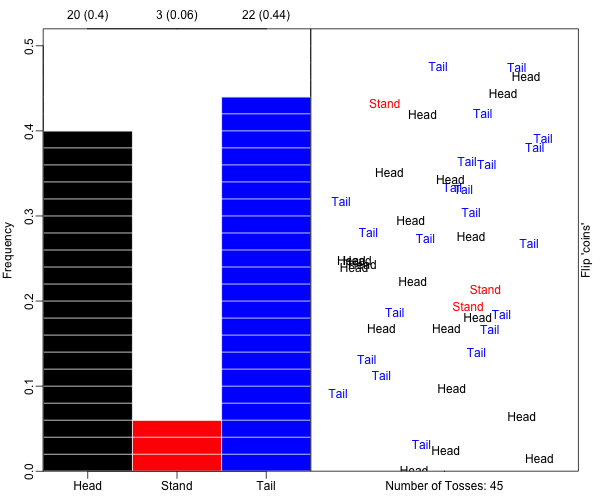 20 (0.4) 3 (0.06) 22 (0.44)
0.5
0.4
0.3
0.2
0.1
0.0
Frequency
Head Stand Tail
Tail Tail
Head
Head
Stand
Head Tail
Tail
Tail
Tail Tail
Head
Head
Tail Tail
Tail
Tail
Head
Tail
Tail Head
Tail
Head Head
Head Head
Head
Stand
Stand
Tail Tail
Head
Head Head Tail
Tail
Tail
Tail
Head
Tail
Head
Tail
Head
Head
Head
Number of Tosses: 45
Flip 'coins'